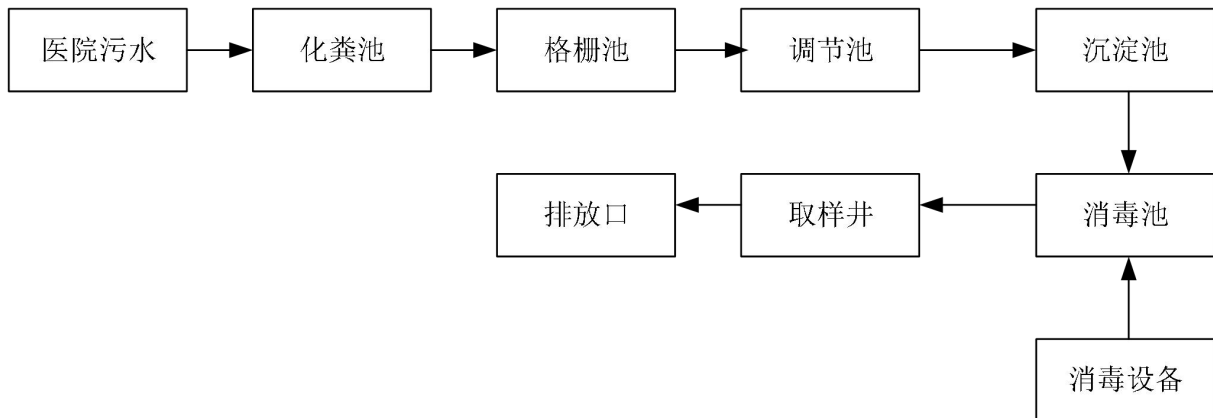 医院污水
化粪池
格栅池
调节池
沉淀池
排放口
取样井
消毒池
消毒设备